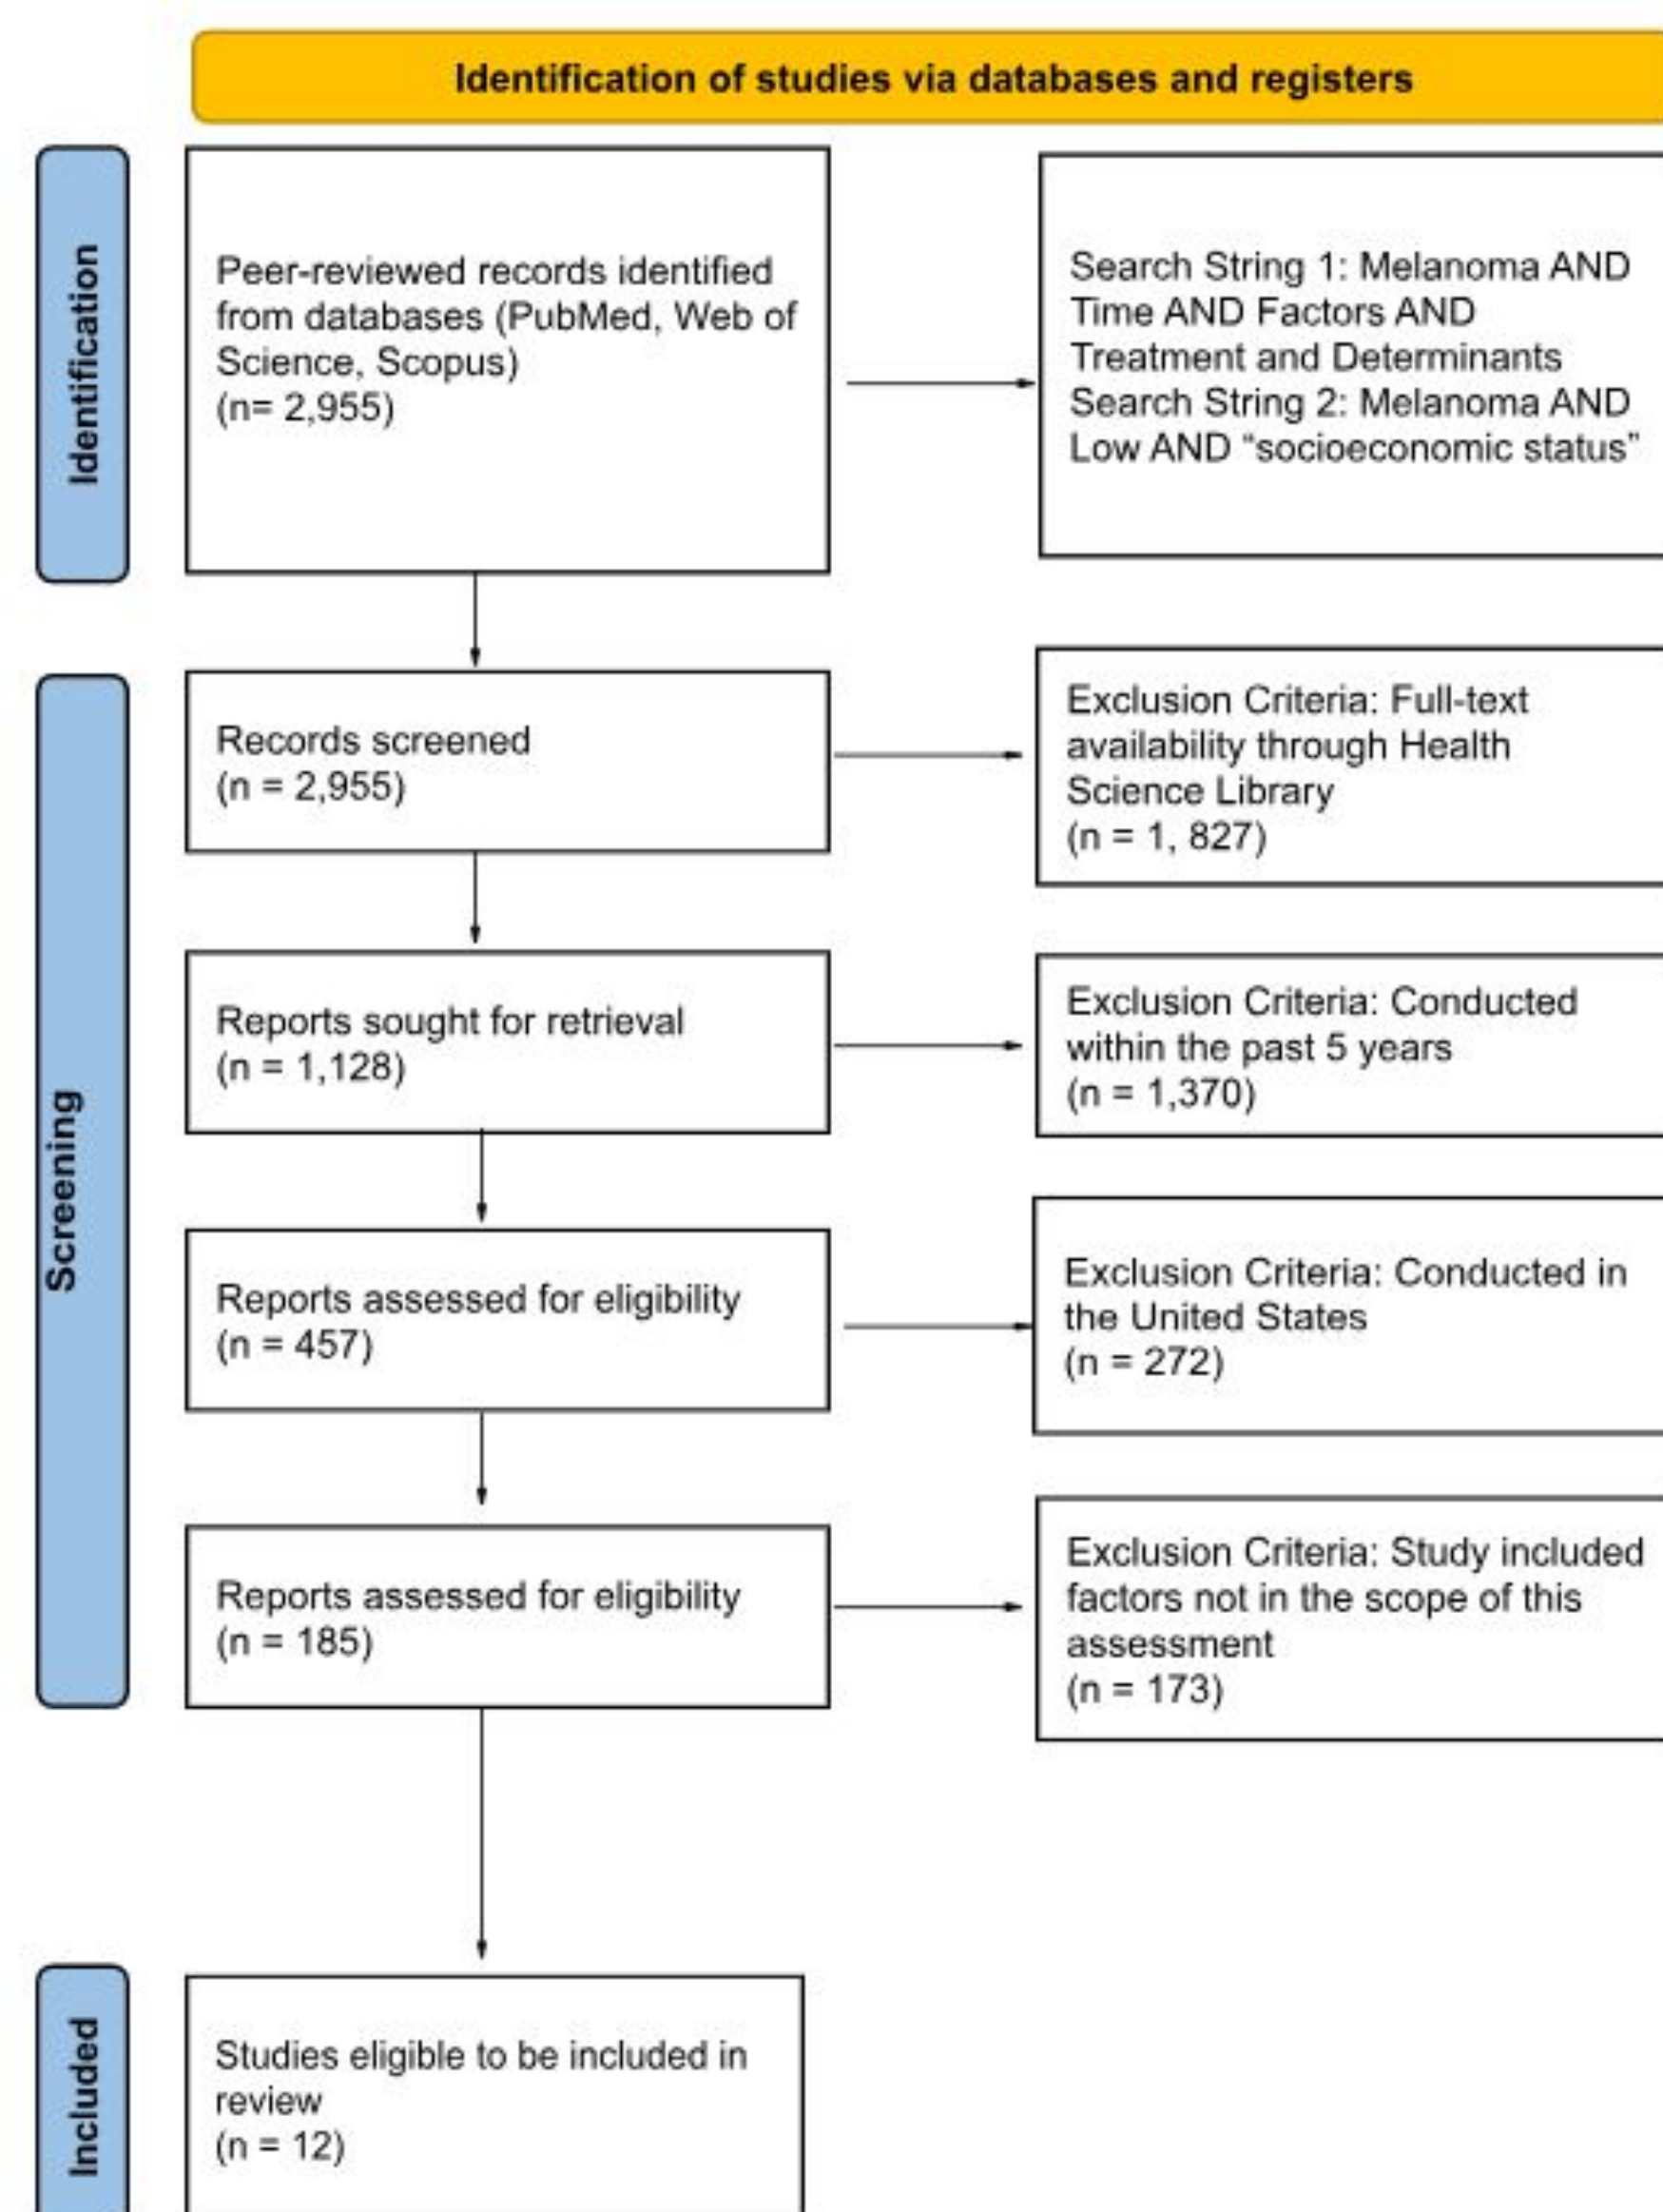 Identification of studies via databases and registers
Identification
Peer-reviewed records identified
from databases (PubMed, Web of
Science, Scopus)
(n= 2,955)
Search String 1: Melanoma AND
Time AND Factors AND
Treatment and Determinants
Search String 2: Melanoma AND
Low AND “socioeconomic status”
Screening
Records screened
(n = 2,955)
Exclusion Criteria: Full-text
availability through Health
Science Library
(n = 1, 827)
Reports sought for retrieval
(n = 1,128)
Exclusion Criteria: Conducted
within the past 5 years
(n = 1,370)
Reports assessed for eligibility
(n = 457)
Exclusion Criteria: Conducted in
the United States
(n = 272)
Reports assessed for eligibility
(n = 185)
Exclusion Criteria: Study included
factors not in the scope of this
assessment
(n = 173)
Included
Studies eligible to be included in
review
(n = 12)